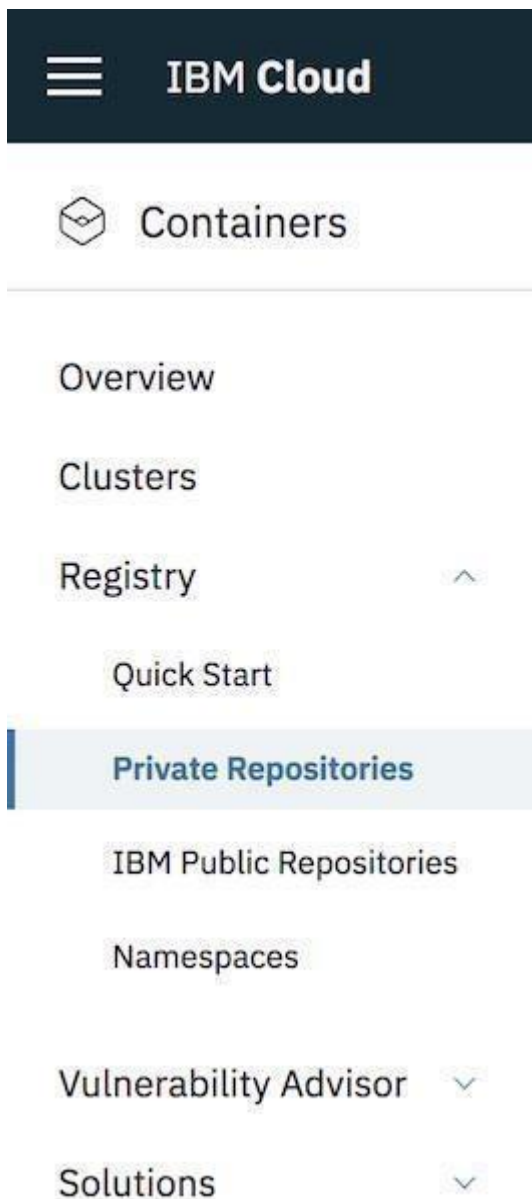 IBM Cloud
Containers
Overview
Clusters
Registry
Quick Start
Private Repositories
IBM Public Repositories
Namespaces
Vulnerability Advisor
Solutions